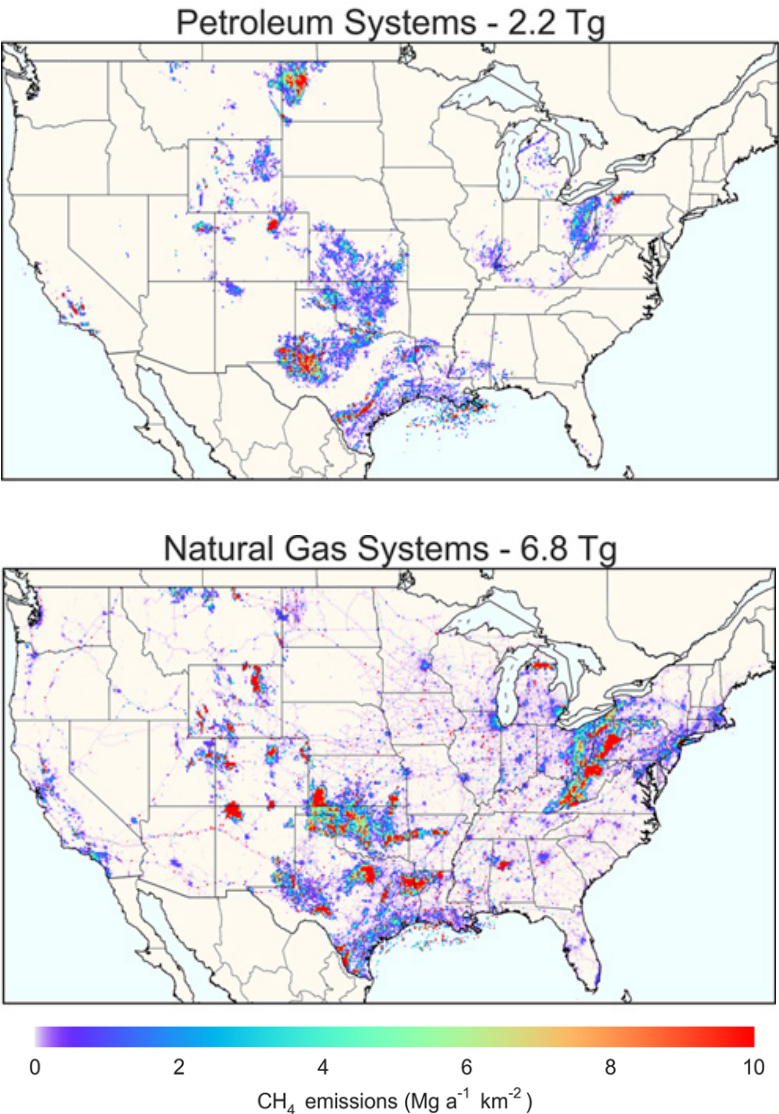 Petroleum Systems - 2.2 Tg
Natural Gas Systems - 6.8 Tg
0 2 4 6 8 10
CH₄ emissions (Mg a⁻¹ km⁻²)